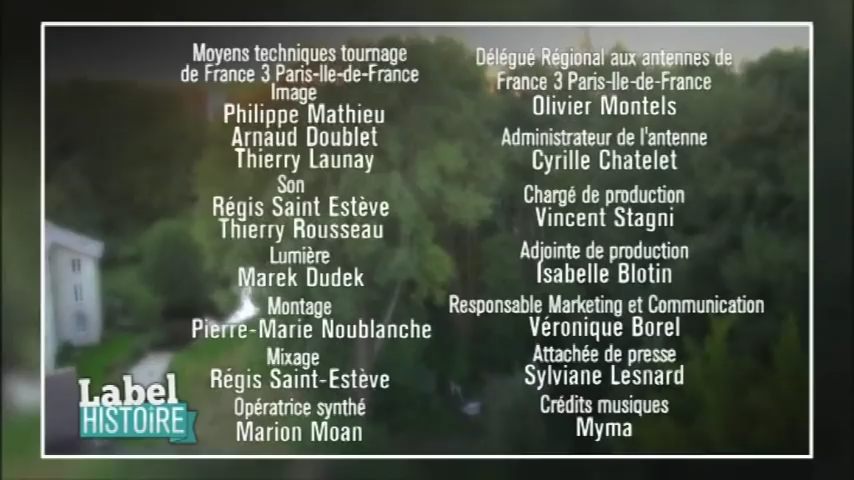 Moyens techniques tournage
de France 3 Paris-Ile-de-France
Image
Philippe Mathieu
Arnaud Doublet
Thierry Launay
Son
Régis Saint Estève
Thierry Rousseau
Lumière
Marek Dudek
Montage
Pierre-Marie Noublanche
Mixage
Régis Saint-Estève
Opératrice synthé
Marion Moan
Délégué Régional aux antennes de
France 3 Paris-Ile-de-France
Olivier Montels
Administrateur de l'antenne
Cyrille Chatelet
Chargé de production
Vincent Stagni
Adjointe de production
Isabelle Blotin
Responsable Marketing et Communication
Véronique Borel
Attachée de presse
Sylviane Lesnard
Crédits musiques
Myma
Label
HISTOIRE